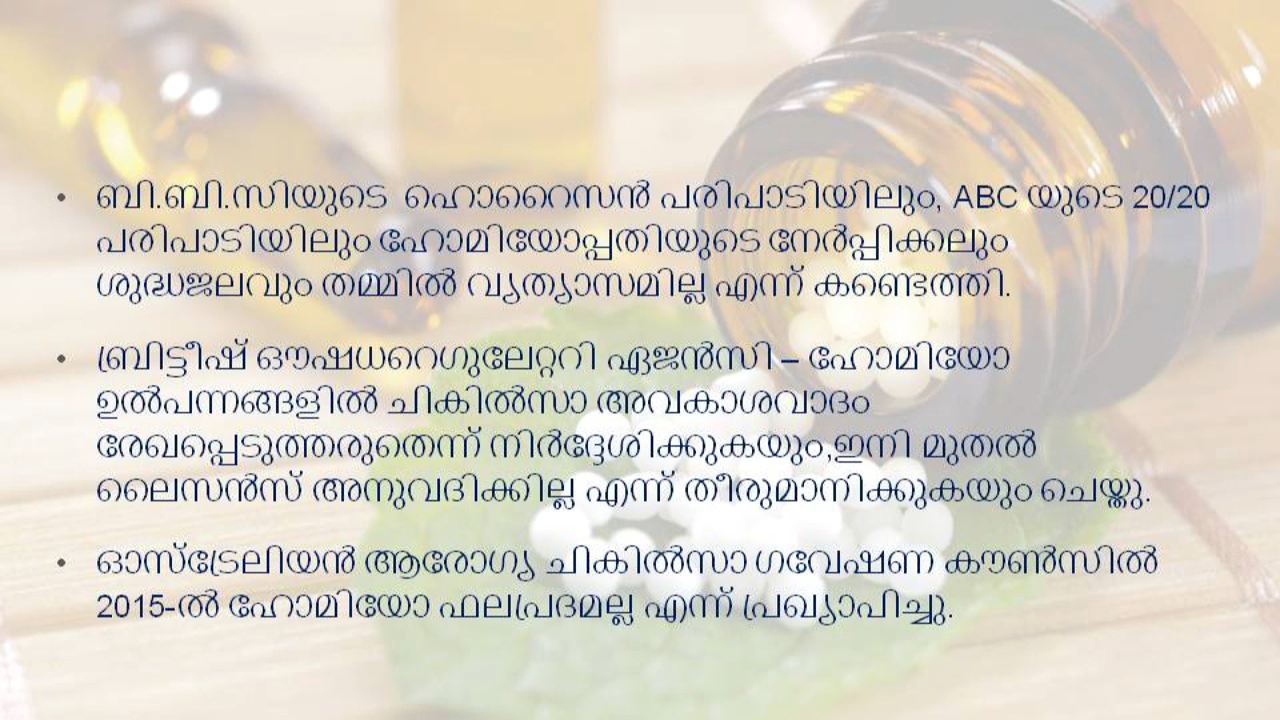 • ബി.ബി.സിയുടെ ഹൊറൈസൻ പരിപാടിയിലും, ABC യുടെ 20/20
പരിപാടിയിലും ഹോമിയോപ്പതിയുടെ നേർപ്പിക്കലും
ശുദ്ധജലവും തമ്മിൽ വ്യത്യാസമില്ല എന്ന് കണ്ടെത്തി.
• ബ്രിട്ടീഷ് ഔഷധറെഗുലേറ്ററി ഏജൻസി – ഹോമിയോ
ഉൽപന്നങ്ങളിൽ ചികിൽസാ അവകാശവാദം
രേഖപ്പെടുത്തരുതെന്ന് നിർദ്ദേശിക്കുകയും,ഇനി മുതൽ
ലൈസൻസ് അനുവദിക്കില്ല എന്ന് തീരുമാനിക്കുകയും ചെയ്തു.
• ഓസ്ട്രേലിയൻ ആരോഗ്യ ചികിൽസാ ഗവേഷണ കൗൺസിൽ
2015-ൽ ഹോമിയോ ഫലപ്രദമല്ല എന്ന് പ്രഖ്യാപിച്ചു.